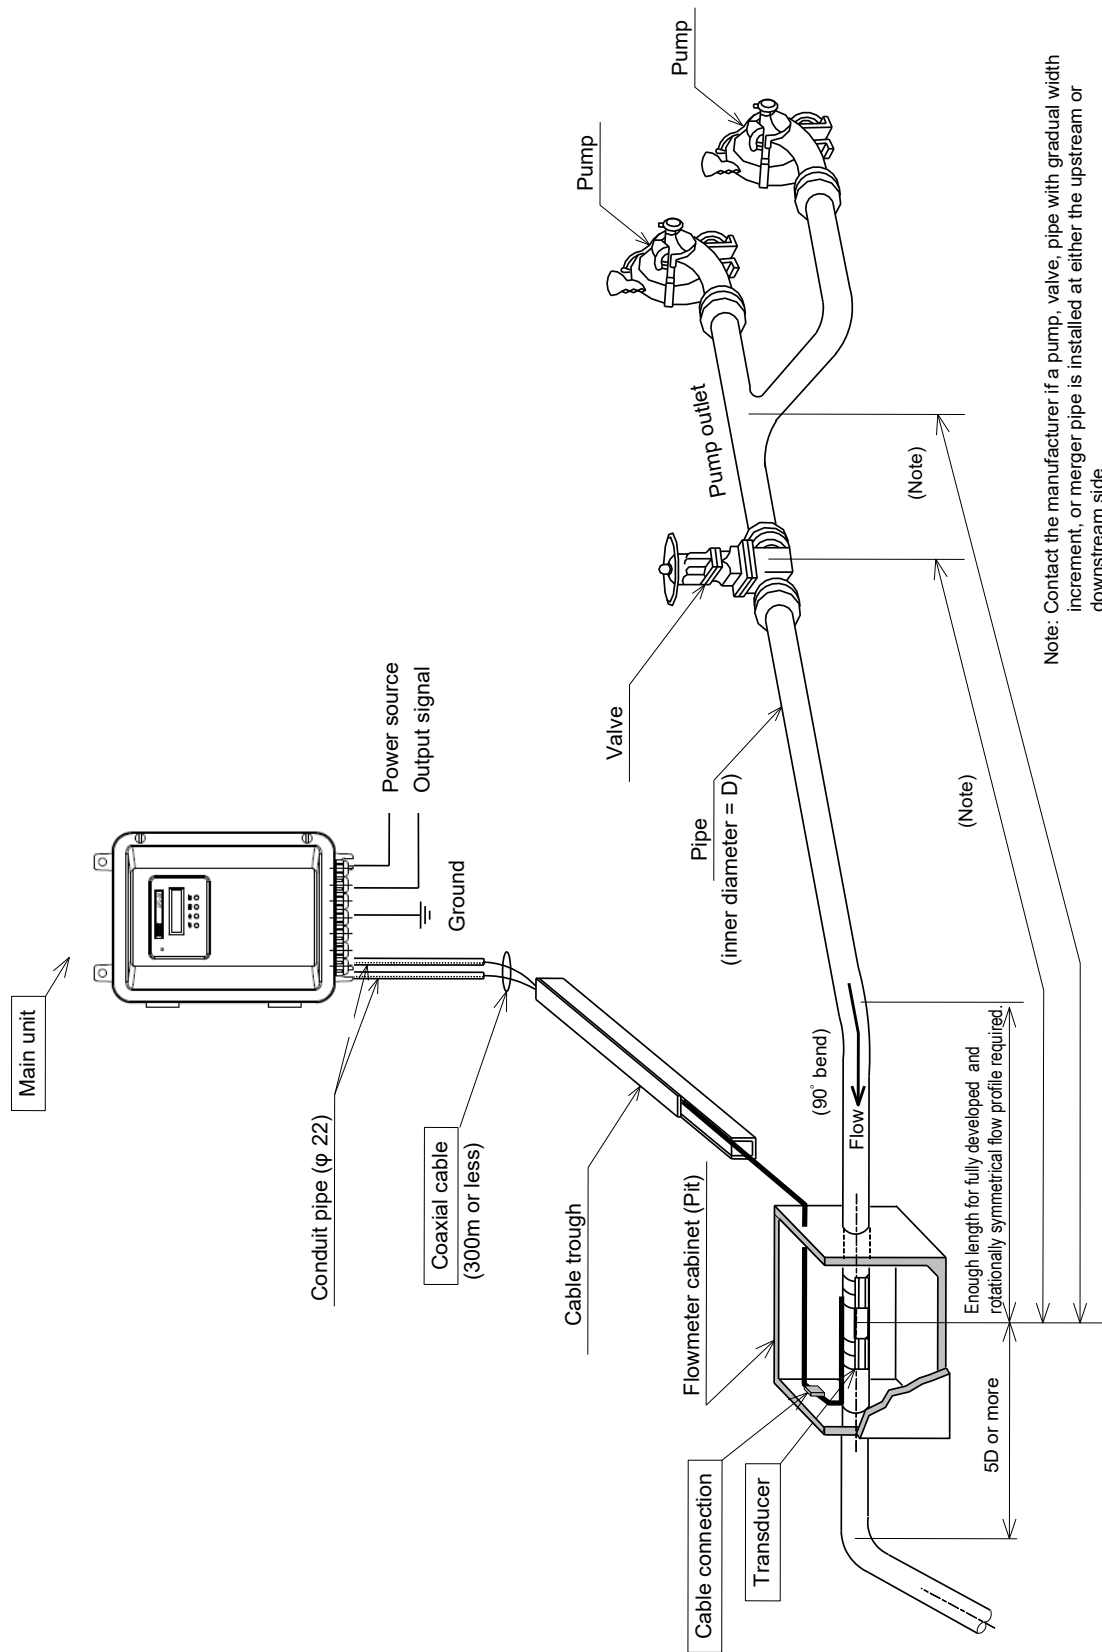 Main unit
Power source
Output signal
Ground
Conduit pipe (φ 22)
Coaxial cable
(300m or less)
Cable trough
Flowmeter cabinet (Pit)
Cable connection
Transducer
(90° bend)
Flow
Pipe
(inner diameter = D)
Valve
Pump outlet
Pump
Pump
5D or more
Enough length for fully developed and
rotationally symmetrical flow profile required.
(Note)
(Note)
Note: Contact the manufacturer if a pump, valve, pipe with gradual width
increment, or merger pipe is installed at either the upstream or
downstream side